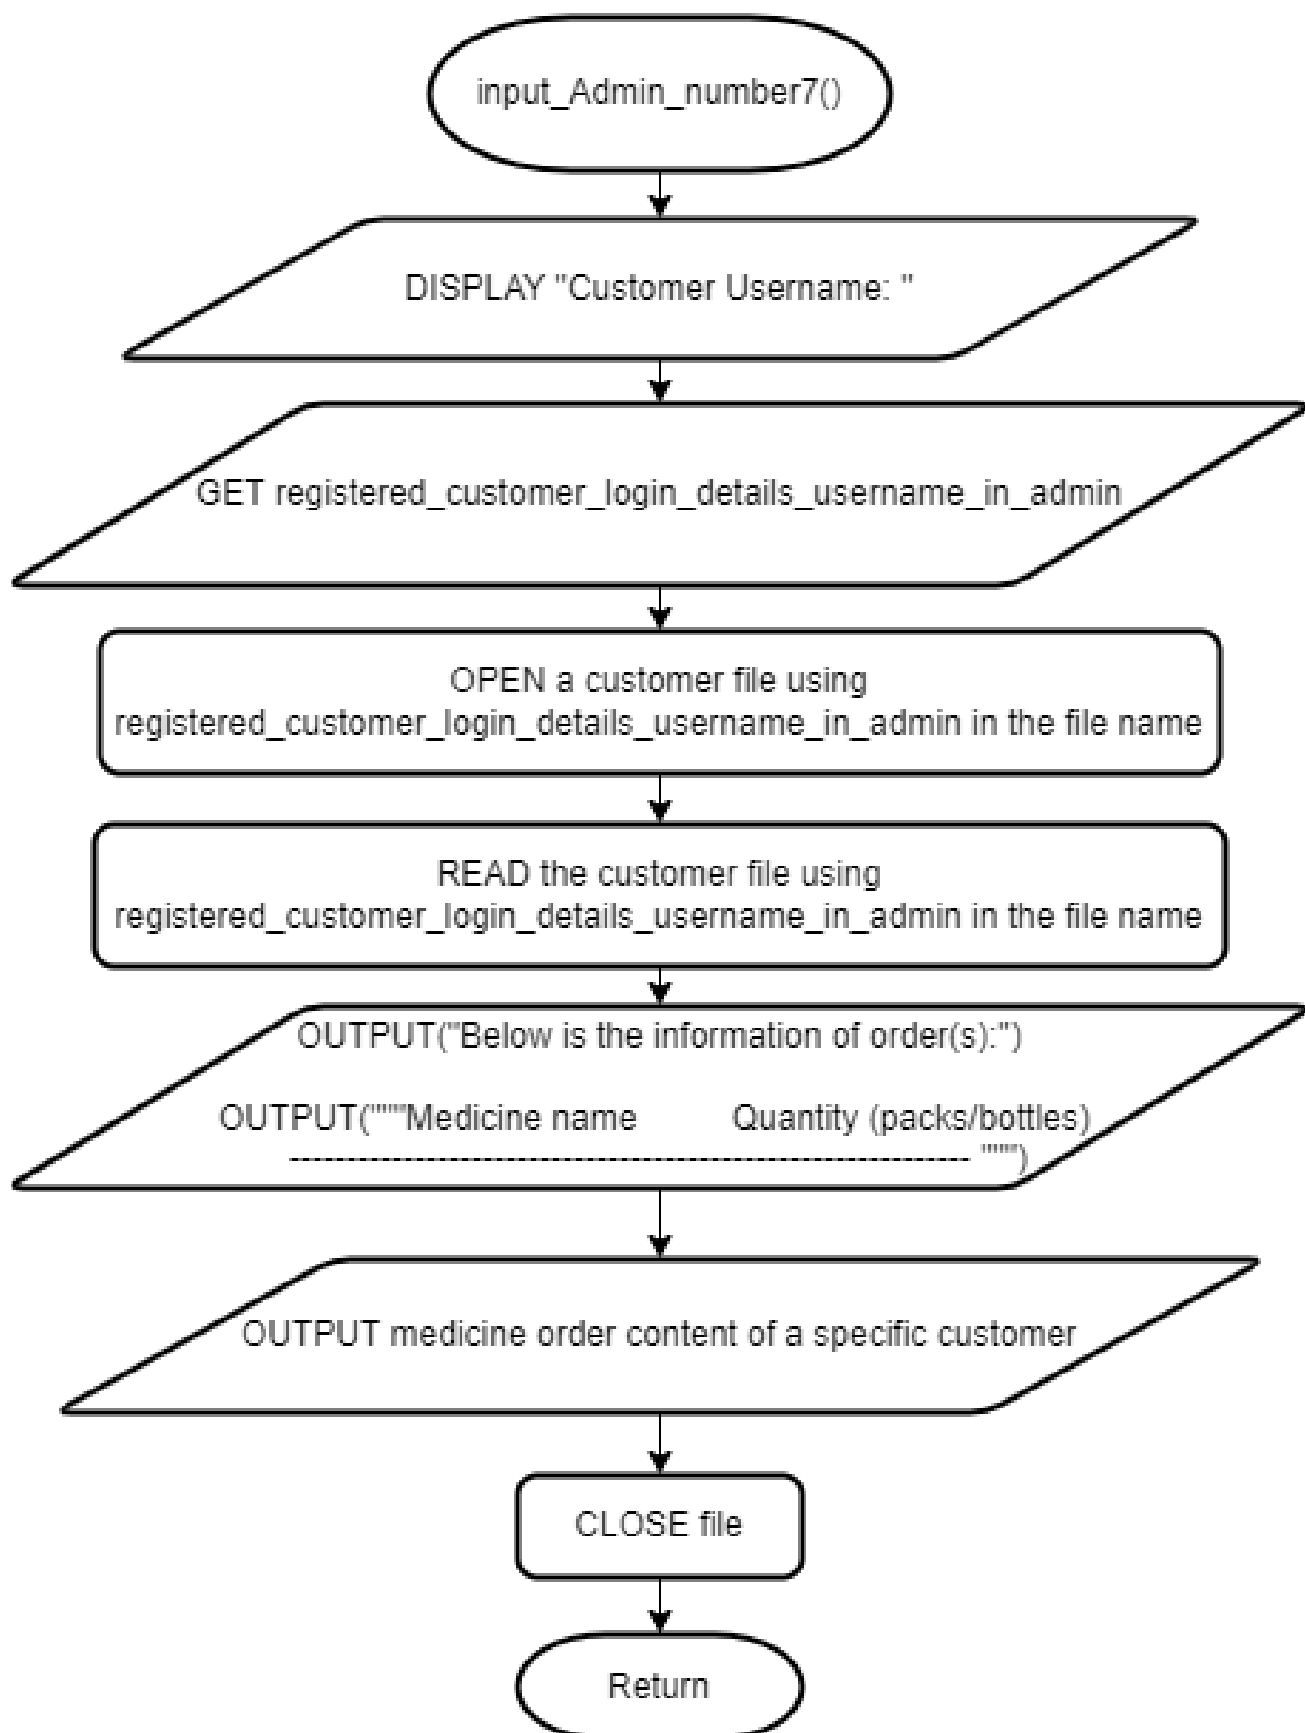 input_Admin_number7()
DISPLAY "Customer Username: "
GET registered_customer_login_details_username_in_admin
OPEN a customer file using
registered_customer_login_details_username_in_admin in the file name
READ the customer file using
registered_customer_login_details_username_in_admin in the file name
OUTPUT("Below is the information of order(s):")
OUTPUT("""Medicine name Quantity (packs/bottles)
-------------------------------------------------------------- """)
OUTPUT medicine order content of a specific customer
CLOSE file
Return